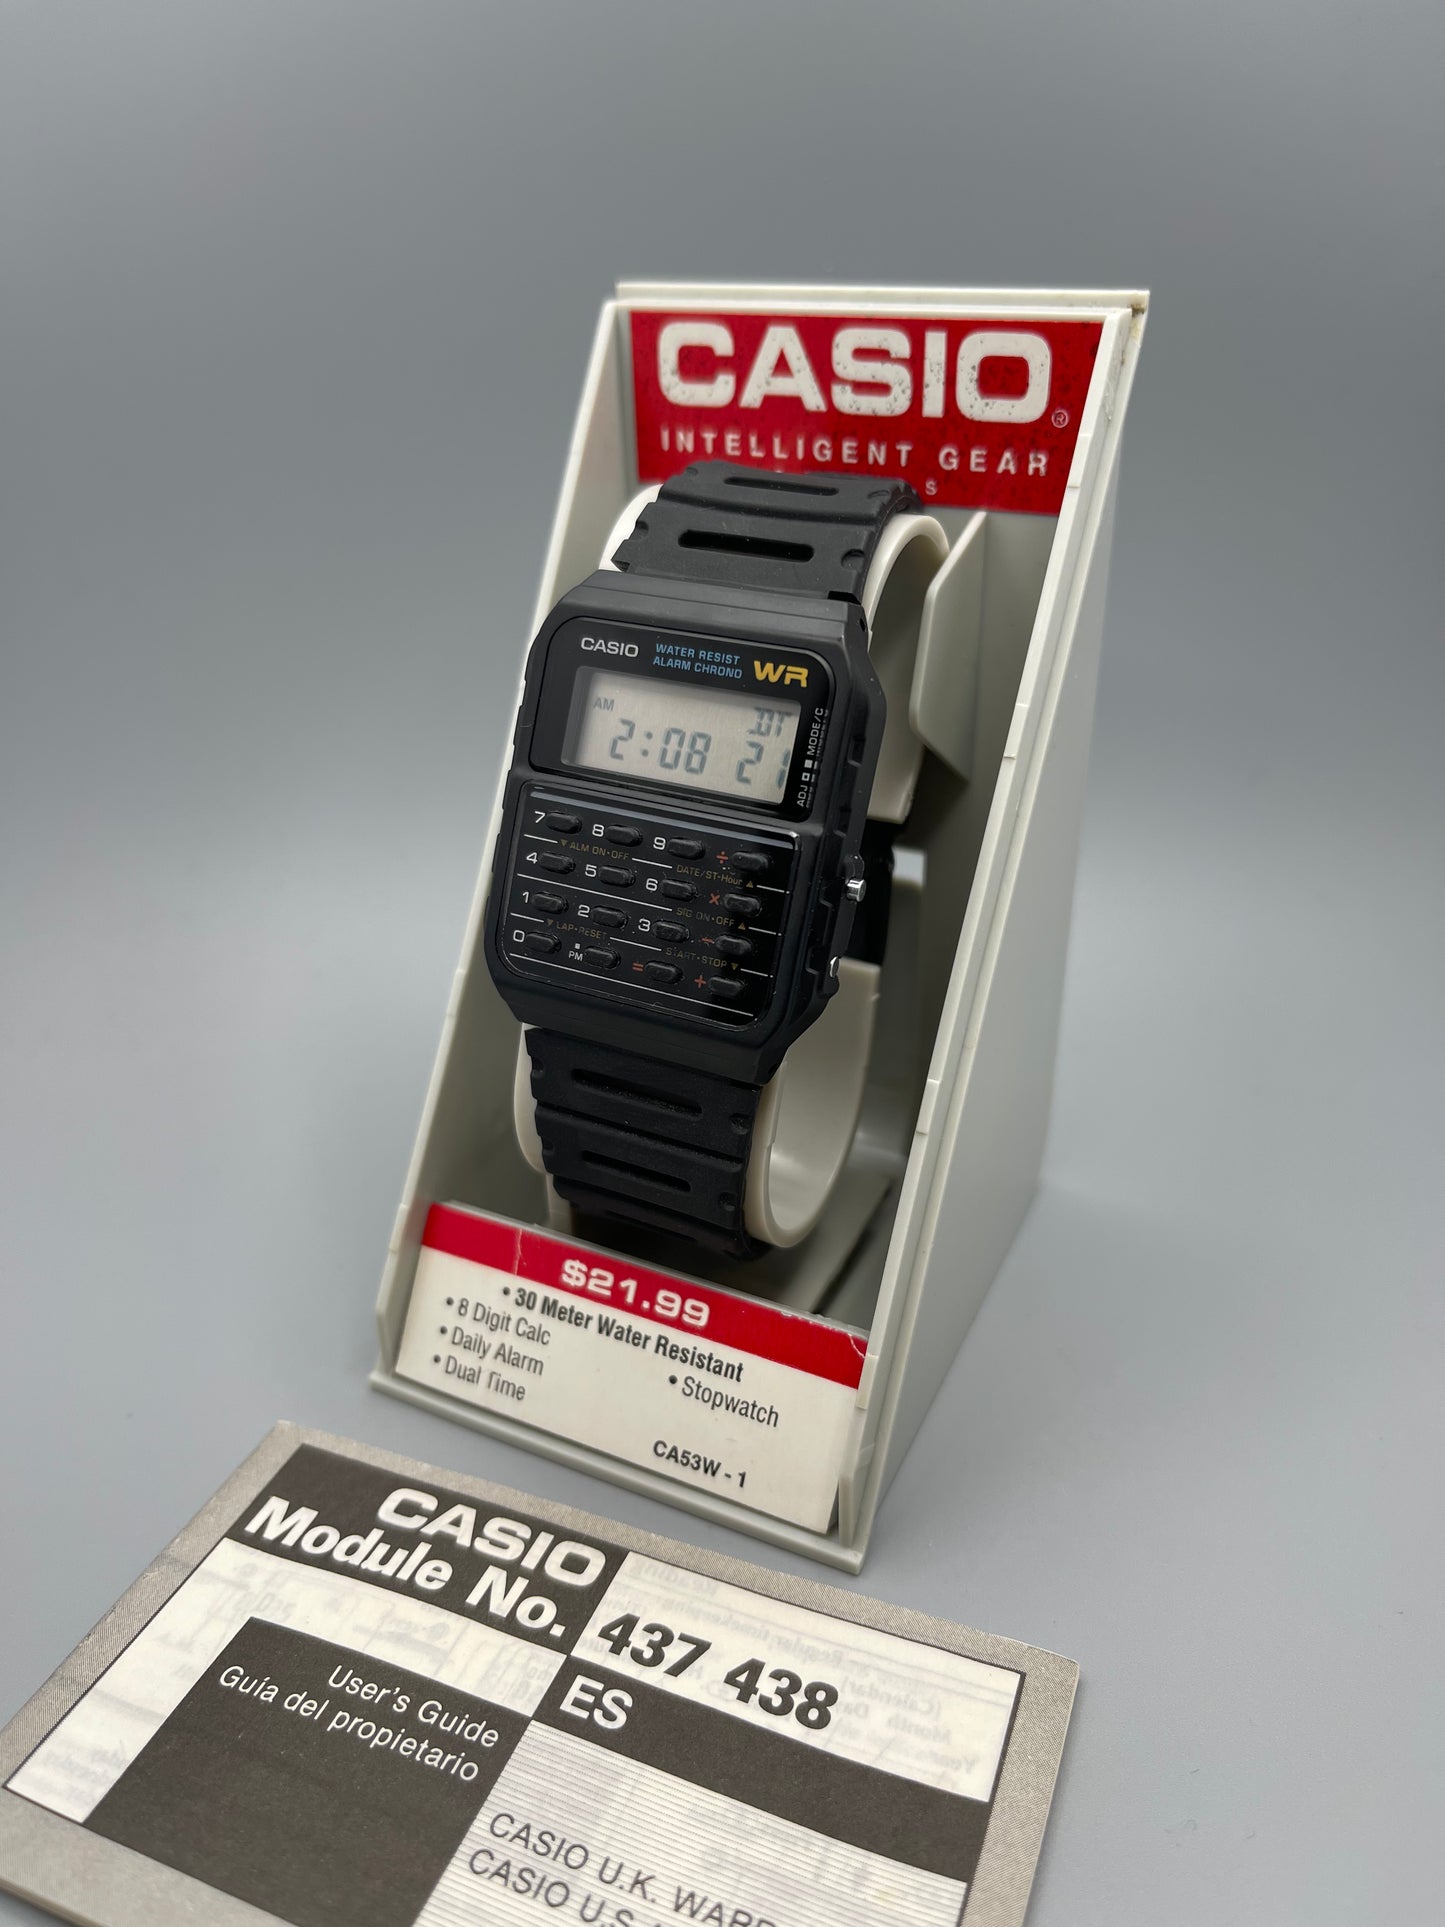 CASIO®
INTELLIGENT GEAR
S
CASIO WATER RESIST WR
ALARM CHRONO
AM DT
2:08 21
ADJ MODE/C
7 8 9 ÷
▼ ALM ON•OFF
DATE/ST-Hour ▲
4 5 6 ×
SIG ON•OFF ▲
1 2 3 −
▼ LAP•RESET
START•STOP ▼
0 ▪ = +
PM
$21.99
• 30 Meter Water Resistant
• 8 Digit Calc
• Daily Alarm
• Stopwatch
• Dual Time
CA53W - 1
CASIO
Module No. 437 438
User's Guide
Guía del propietario
ES
CASIO U.K. WARR
CASIO U.S.